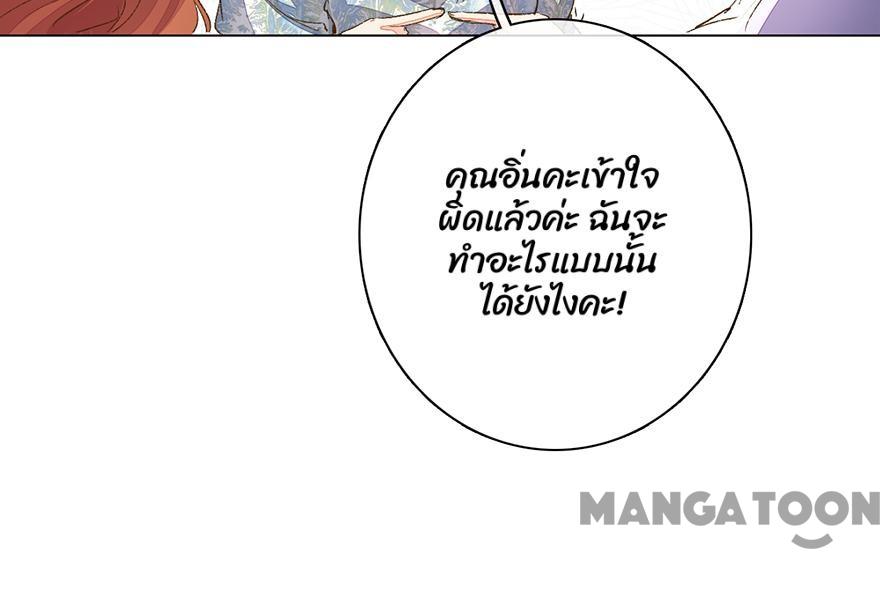 คุณอิ่นคะเข้าใจ
ผิดแล้วค่ะ ฉันจะ
ทำอะไรแบบนั้น
ได้ยังไงคะ!
MANGATOON